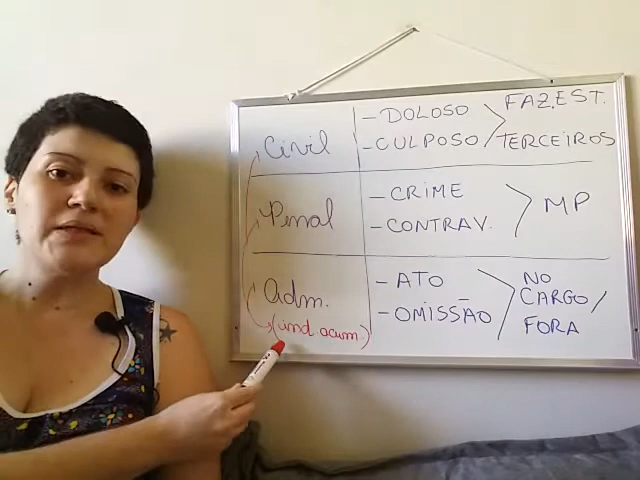 Civil
- DOLOSO
- CULPOSO
FAZ.EST.
TERCEIROS
Penal
- CRIME
- CONTRAV.
MP
Adm.
(ind acum.)
- ATO
- OMISSÃO
NO
CARGO/
FORA